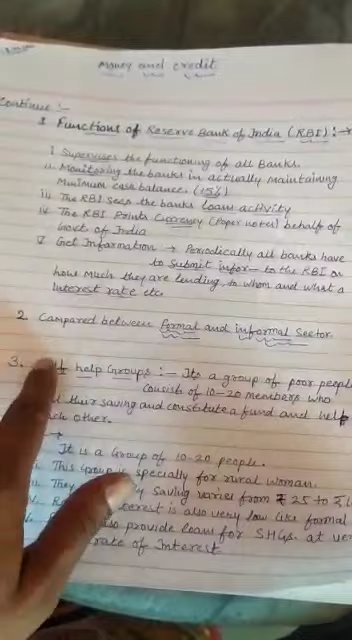 Money and credit
Continue :-
1 Functions of Reserve Bank of India (RBI) :-
i Supervises the functioning of all Banks.
ii. Monitoring the banks in actually maintaining
Minimum cash balance. (15%)
iii The RBI sees the banks loan activity
iv The RBI Prints Currency (Paper notes) behalf of
Govt of India
V Get Information → Periodically all banks have
to Submit infor— to the RBI on
how Much they are lending, to whom and what a
interest rate etc.
2. Compared between formal and informal Sector.
3. help Groups :- Its a group of poor people
Consists of 10-20 members who
their saving and constitute a fund and help
other.
→
It is a Group of 10-20 people.
This Group is specially for rural woman.
They saving varies from ₹ 25 to ₹
is also very low like formal
also provide loan for SHGs. at
rate of Interest